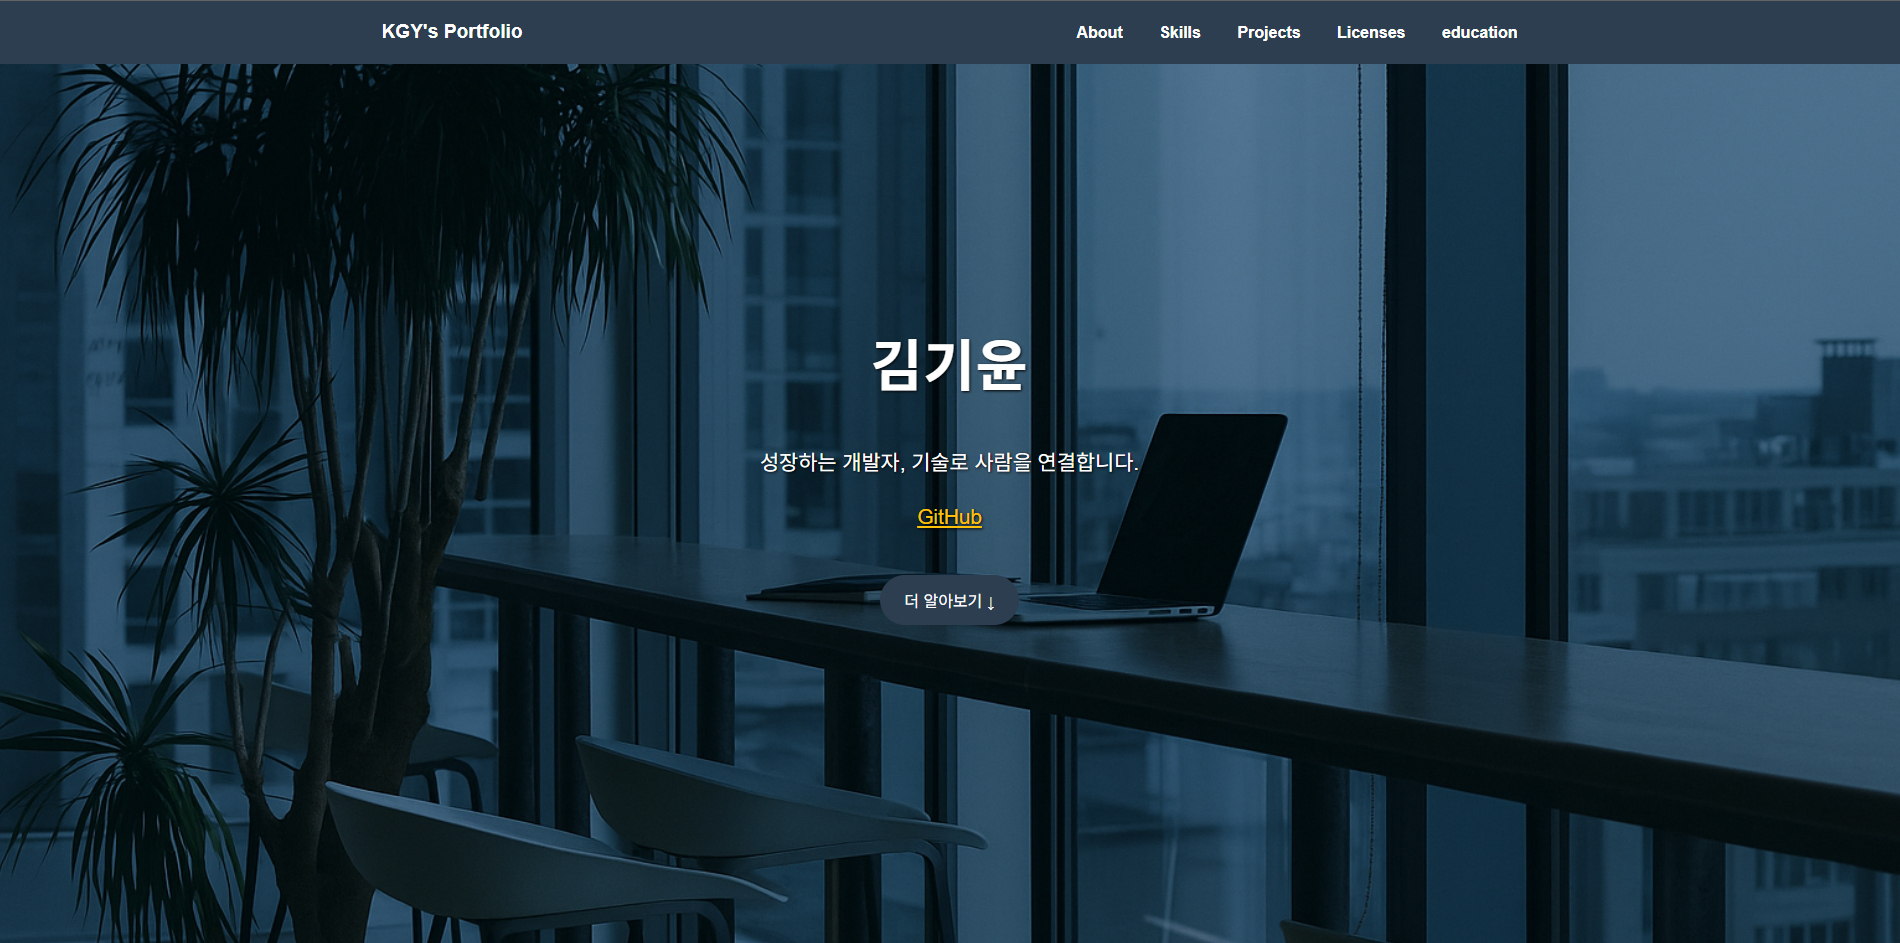 KGY's Portfolio
About Skills Projects Licenses education
김기윤
성장하는 개발자, 기술로 사람을 연결합니다.
GitHub
더 알아보기 ↓